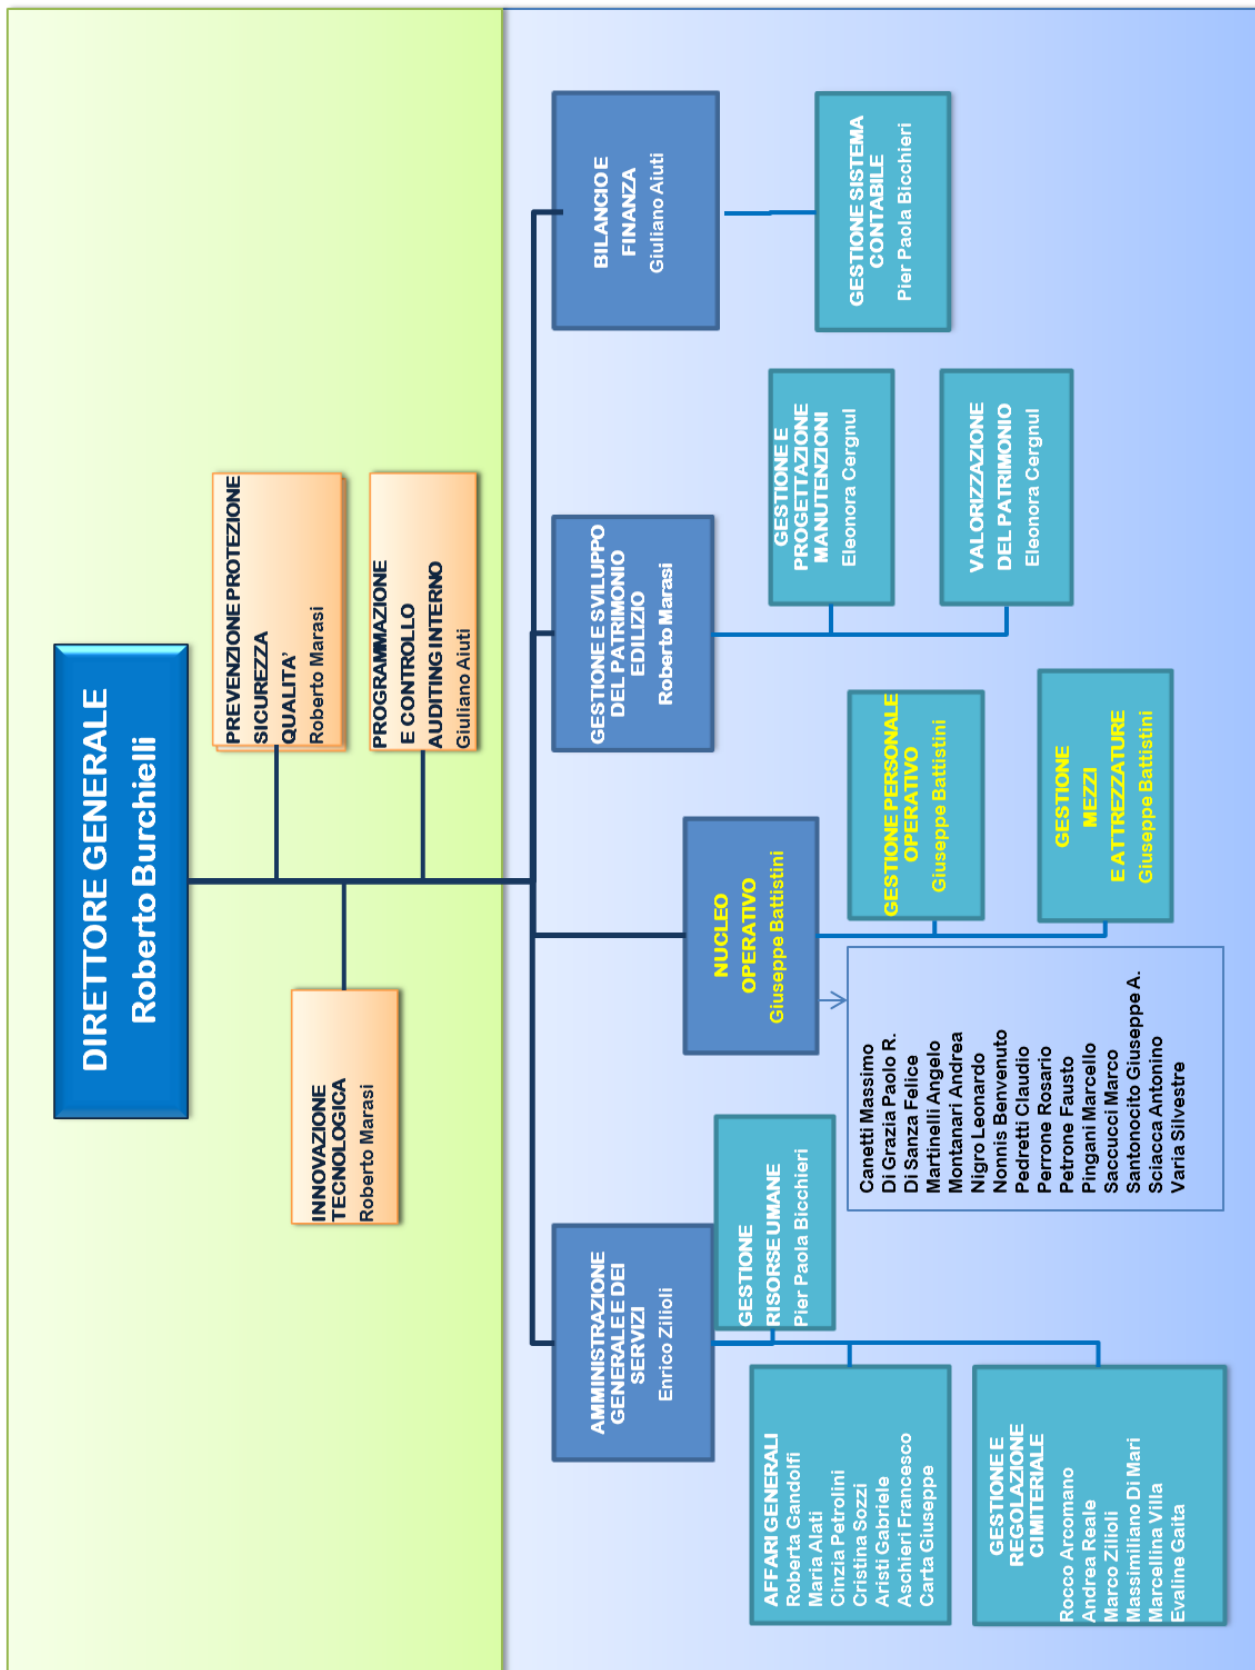 DIRETTORE GENERALE
Roberto Burchielli
INNOVAZIONE
TECNOLOGICA
Roberto Marasi
PREVENZIONE PROTEZIONE
SICUREZZA
QUALITA’
Roberto Marasi
PROGRAMMAZIONE
E CONTROLLO
AUDITING INTERNO
Giuliano Aiuti
AMMINISTRAZIONE
GENERALE E DEI
SERVIZI
Enrico Zilioli
NUCLEO
OPERATIVO
Giuseppe Battistini
GESTIONE E SVILUPPO
DEL PATRIMONIO
EDILIZIO
Roberto Marasi
BILANCIO E
FINANZA
Giuliano Aiuti
GESTIONE
RISORSE UMANE
Pier Paola Bicchieri
AFFARI GENERALI
Roberta Gandolfi
Maria Alati
Cinzia Petrolini
Cristina Sozzi
Aristi Gabriele
Aschieri Francesco
Carta Giuseppe
GESTIONE E
REGOLAZIONE
CIMITERIALE
Rocco Arcomano
Andrea Reale
Marco Zilioli
Massimiliano Di Mari
Marcellina Villa
Evaline Gaita
Canetti Massimo
Di Grazia Paolo R.
Di Sanza Felice
Martinelli Angelo
Montanari Andrea
Nigro Leonardo
Nonnis Benvenuto
Pedretti Claudio
Perrone Rosario
Petrone Fausto
Pingani Marcello
Saccucci Marco
Santonocito Giuseppe A.
Sciacca Antonino
Varia Silvestre
GESTIONE PERSONALE
OPERATIVO
Giuseppe Battistini
GESTIONE
MEZZI
E ATTREZZATURE
Giuseppe Battistini
GESTIONE E
PROGETTAZIONE
MANUTENZIONI
Eleonora Cergnul
VALORIZZAZIONE
DEL PATRIMONIO
Eleonora Cergnul
GESTIONE SISTEMA
CONTABILE
Pier Paola Bicchieri